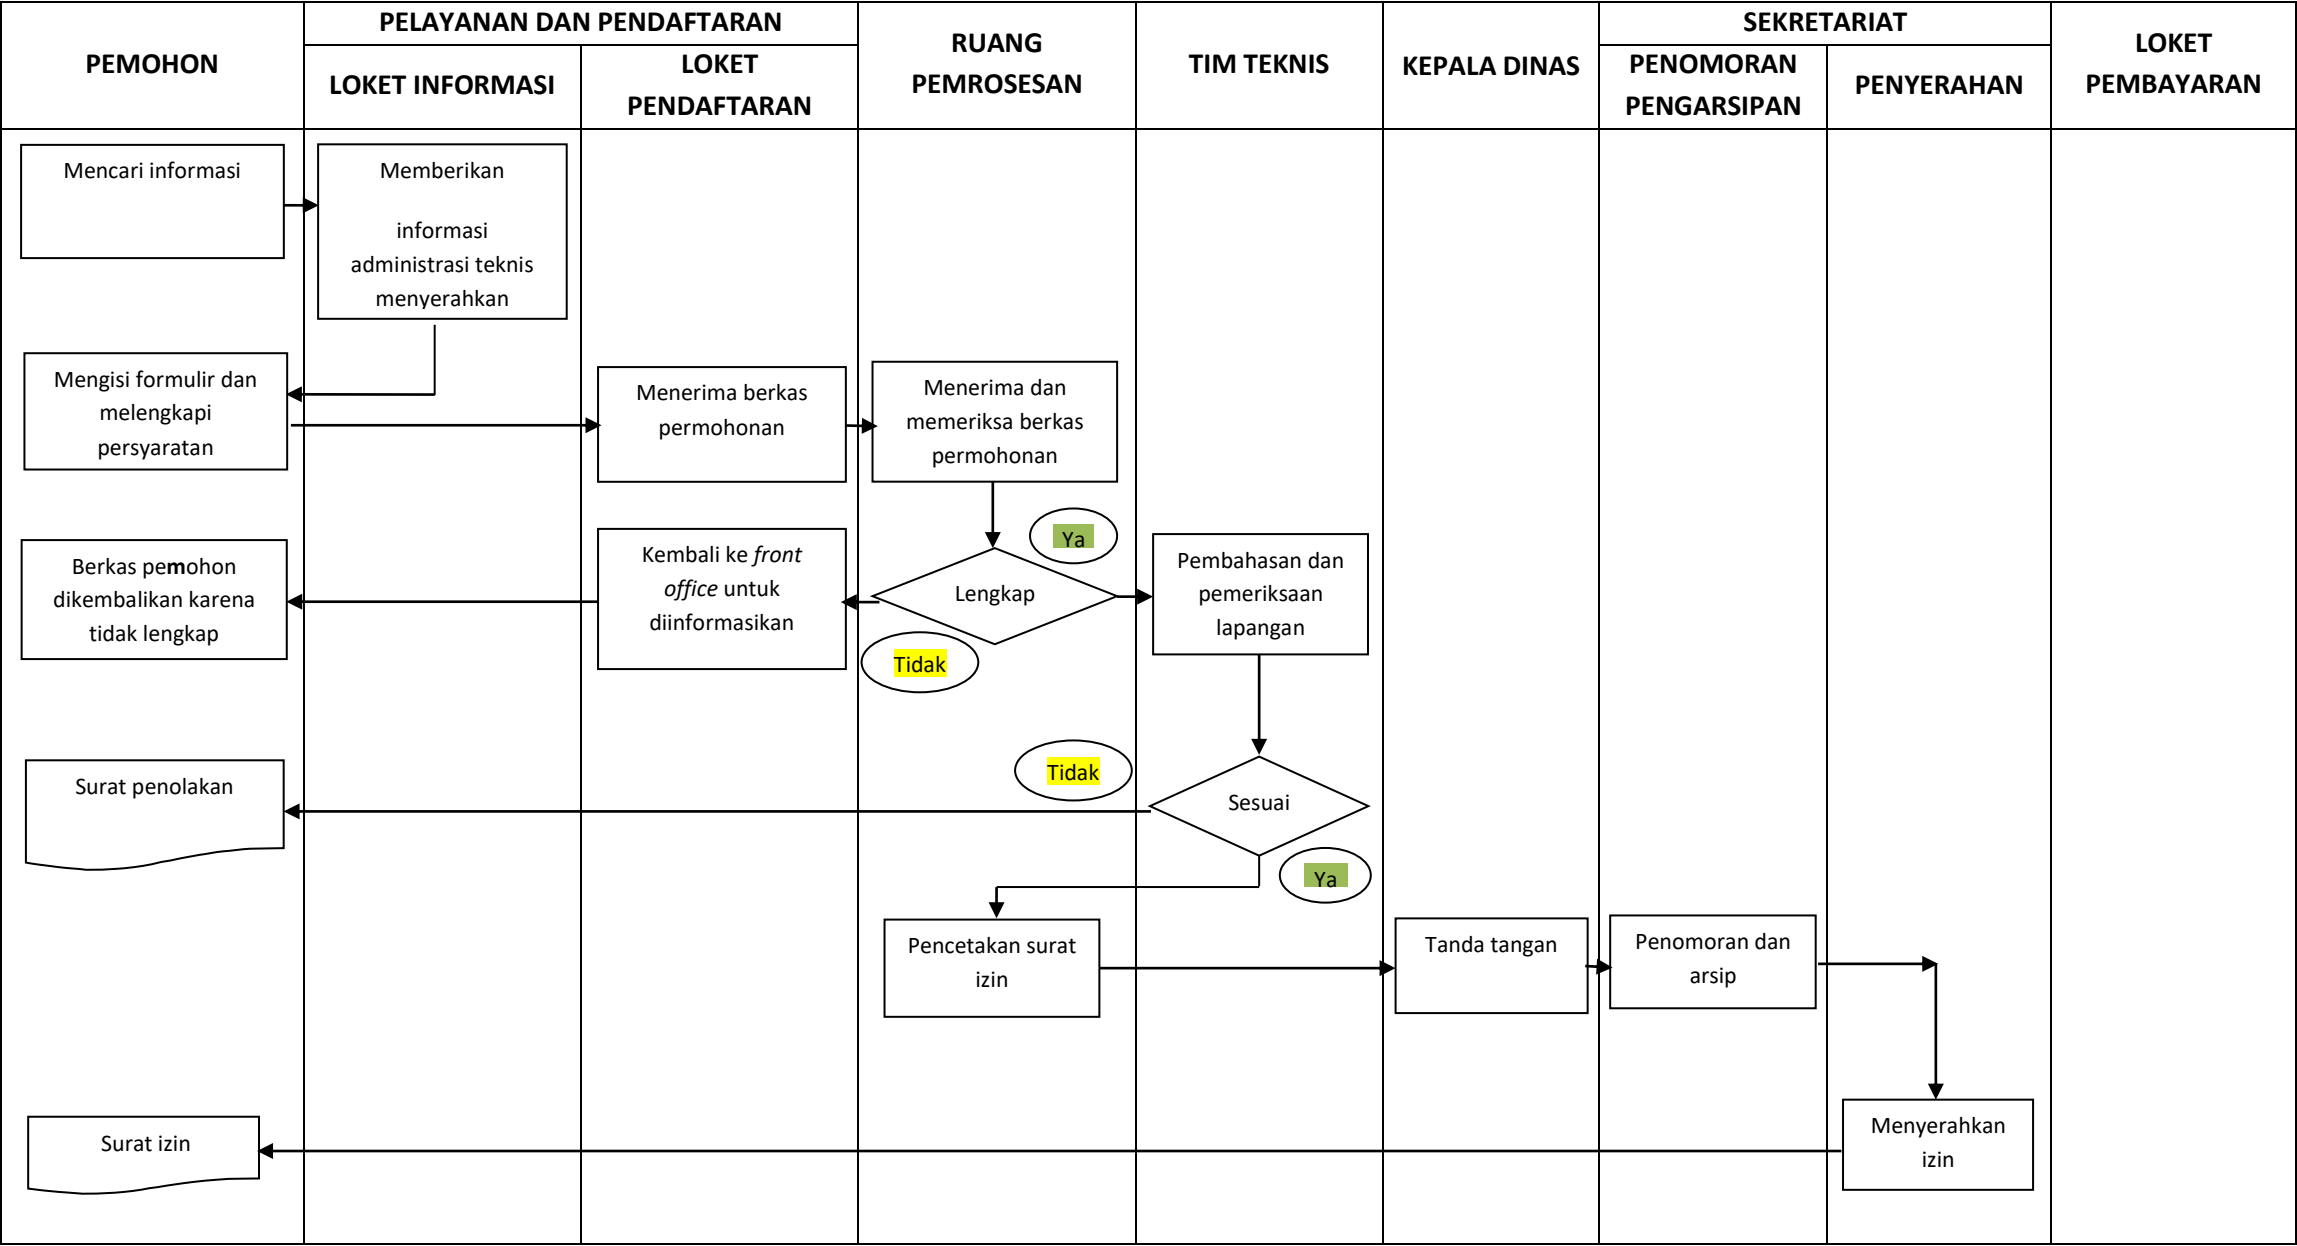 PEMOHON
PELAYANAN DAN PENDAFTARAN
LOKET INFORMASI
LOKET
PENDAFTARAN
RUANG
PEMROSESAN
TIM TEKNIS
KEPALA DINAS
SEKRETARIAT
PENOMORAN
PENGARSIPAN
PENYERAHAN
LOKET
PEMBAYARAN
Mencari informasi
Memberikan
informasi
administrasi teknis
menyerahkan
Mengisi formulir dan
melengkapi
persyaratan
Menerima berkas
permohonan
Menerima dan
memeriksa berkas
permohonan
Berkas pemohon
dikembalikan karena
tidak lengkap
Kembali ke front
office untuk
diinformasikan
Lengkap
Ya
Tidak
Pembahasan dan
pemeriksaan
lapangan
Surat penolakan
Tidak
Sesuai
Ya
Pencetakan surat
izin
Tanda tangan
Penomoran dan
arsip
Surat izin
Menyerahkan
izin